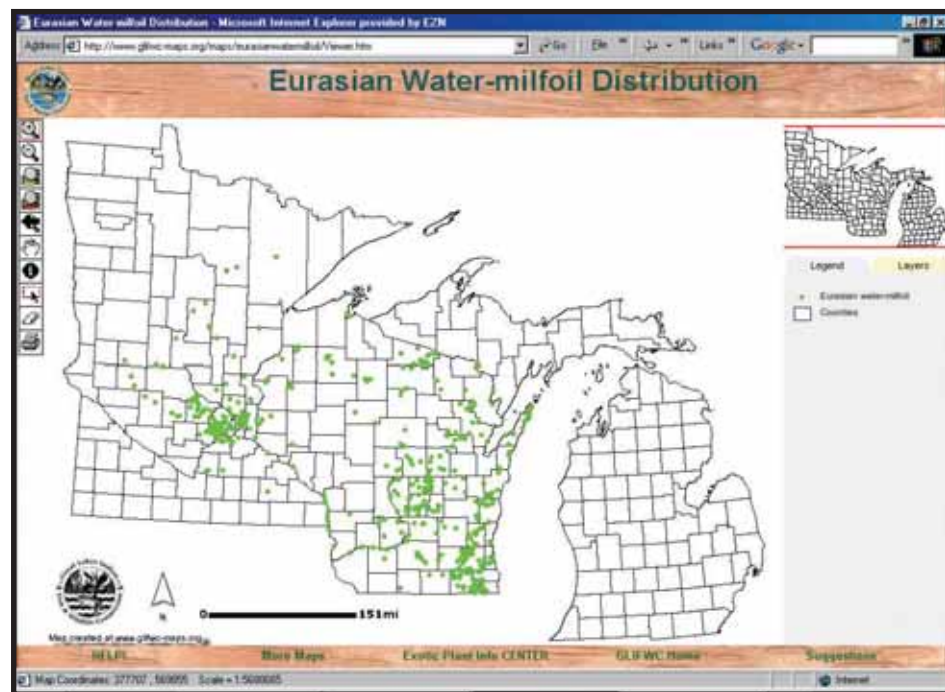 Eurasian Water-milfoil Distribution - Microsoft Internet Explorer provided by EZN
Address http://www.glifwc-maps.org/maps/eurasianwatermilfoil/Viewer.htm Go Links Google
Eurasian Water-milfoil Distribution
Legend Layers
Eurasian water-milfoil
Counties
0 151mi
N
Map created at www.glifwc-maps.org
HELP! More Maps Exotic Plant Info CENTER GLIFWC Home Suggestions
Map Coordinates: 377707 , 569895 Scale = 1: Internet